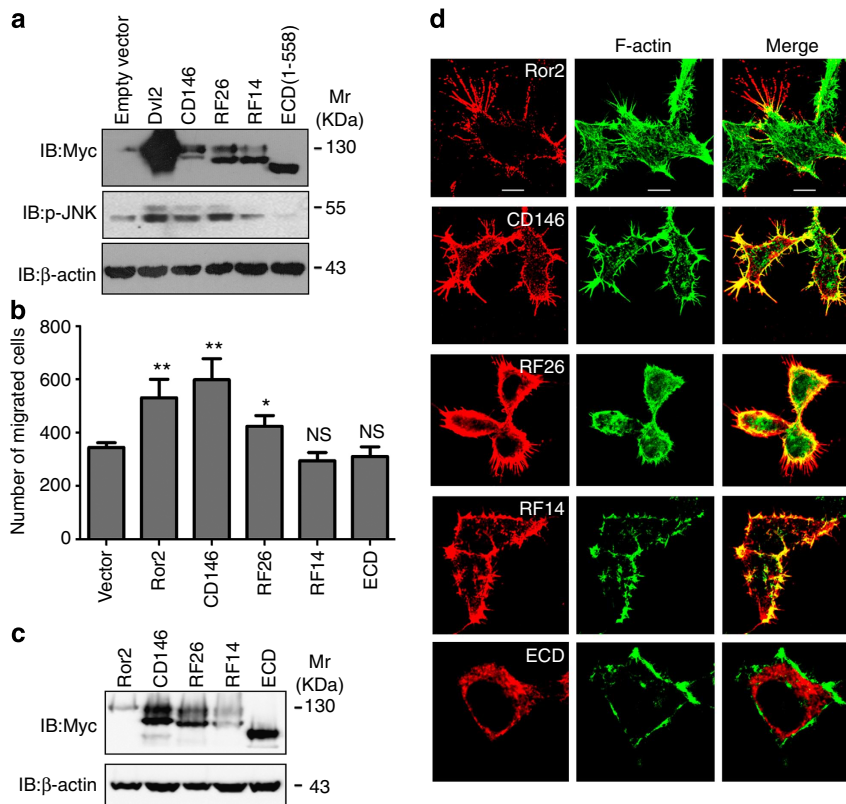 a
Empty vector
Dvl2
CD146
RF26
RF14
ECD(1-558)
Mr
(KDa)
IB:Myc
130
IB:p-JNK
55
IB:β-actin
43
b
Number of migrated cells
800
600
400
200
0
**
**
*
NS
NS
Vector
Ror2
CD146
RF26
RF14
ECD
c
Ror2
CD146
RF26
RF14
ECD
Mr
(KDa)
IB:Myc
130
IB:β-actin
43
d
F-actin
Merge
Ror2
CD146
RF26
RF14
ECD